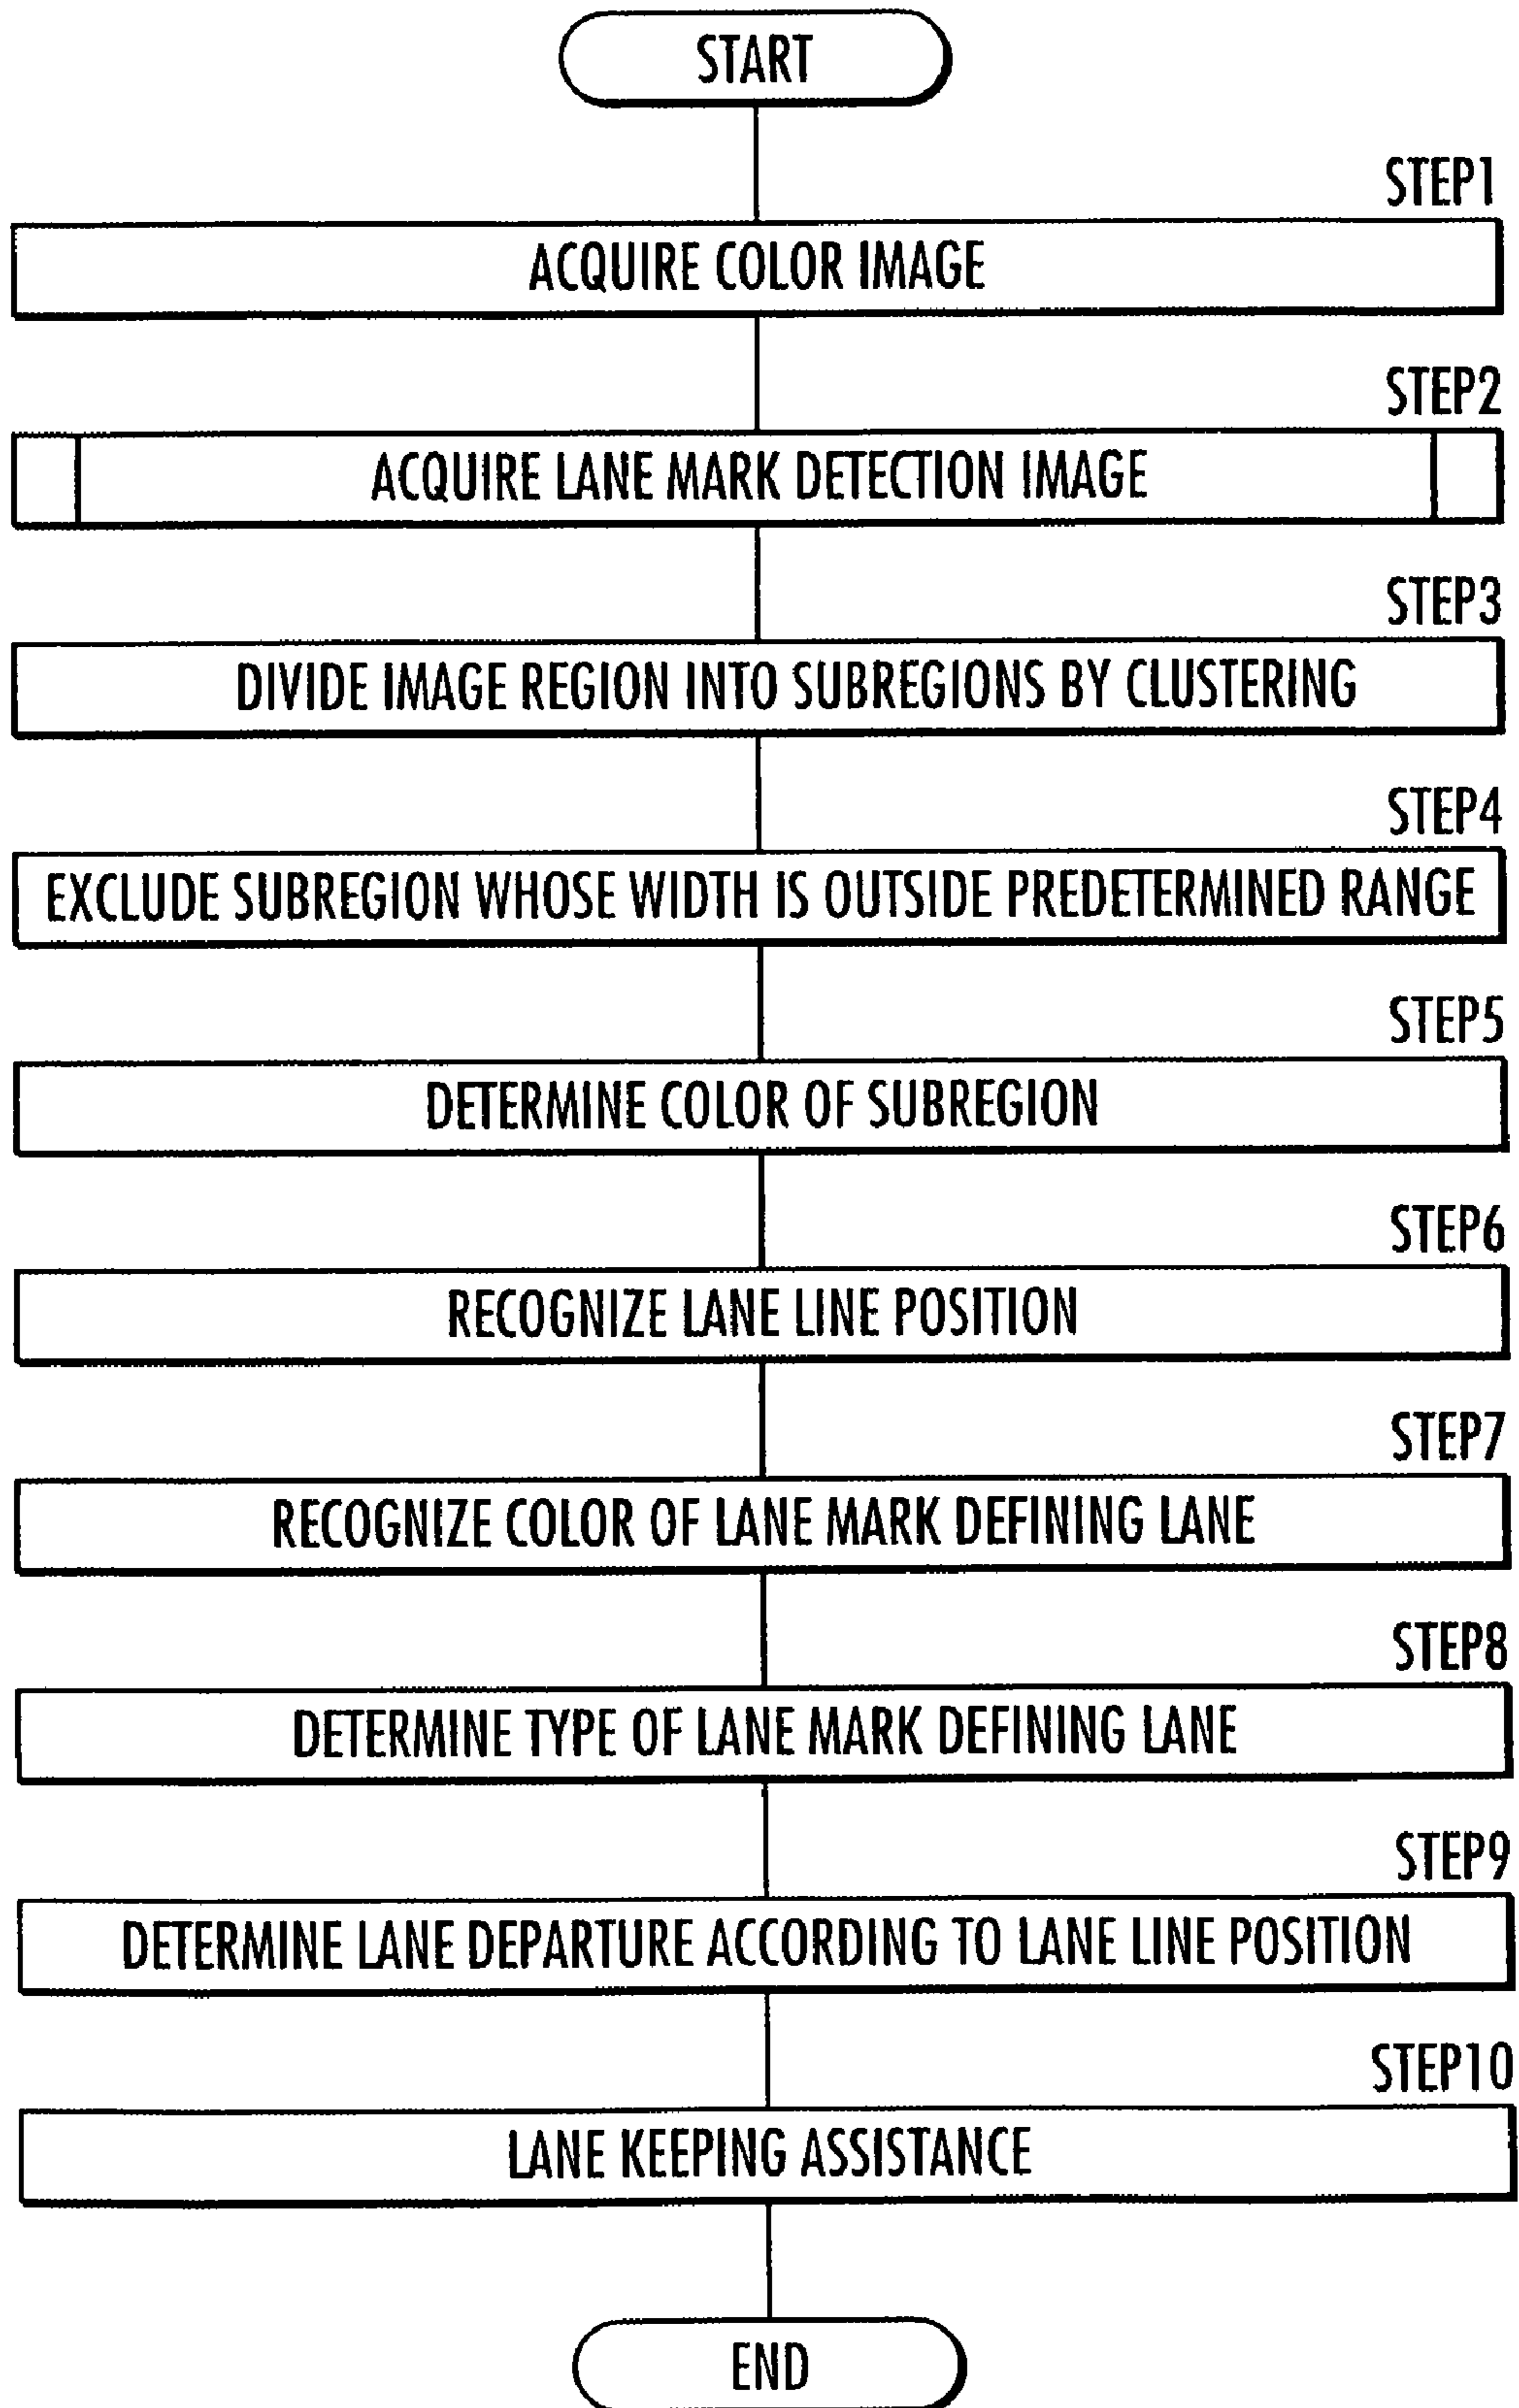 START
STEP1
ACQUIRE COLOR IMAGE
STEP2
ACQUIRE LANE MARK DETECTION IMAGE
STEP3
DIVIDE IMAGE REGION INTO SUBREGIONS BY CLUSTERING
STEP4
EXCLUDE SUBREGION WHOSE WIDTH IS OUTSIDE PREDETERMINED RANGE
STEP5
DETERMINE COLOR OF SUBREGION
STEP6
RECOGNIZE LANE LINE POSITION
STEP7
RECOGNIZE COLOR OF LANE MARK DEFINING LANE
STEP8
DETERMINE TYPE OF LANE MARK DEFINING LANE
STEP9
DETERMINE LANE DEPARTURE ACCORDING TO LANE LINE POSITION
STEP10
LANE KEEPING ASSISTANCE
END